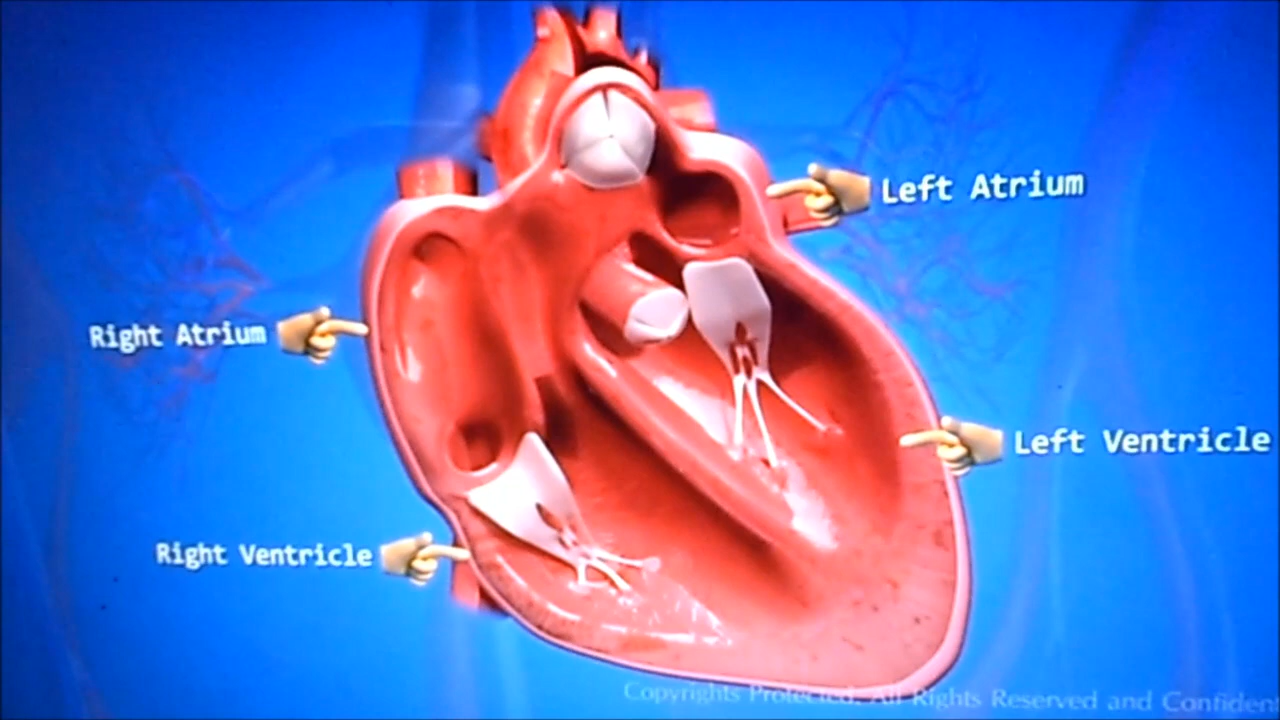 Left Atrium
Right Atrium
Left Ventricle
Right Ventricle
Copyrights Protected, All Rights Reserved and Confident